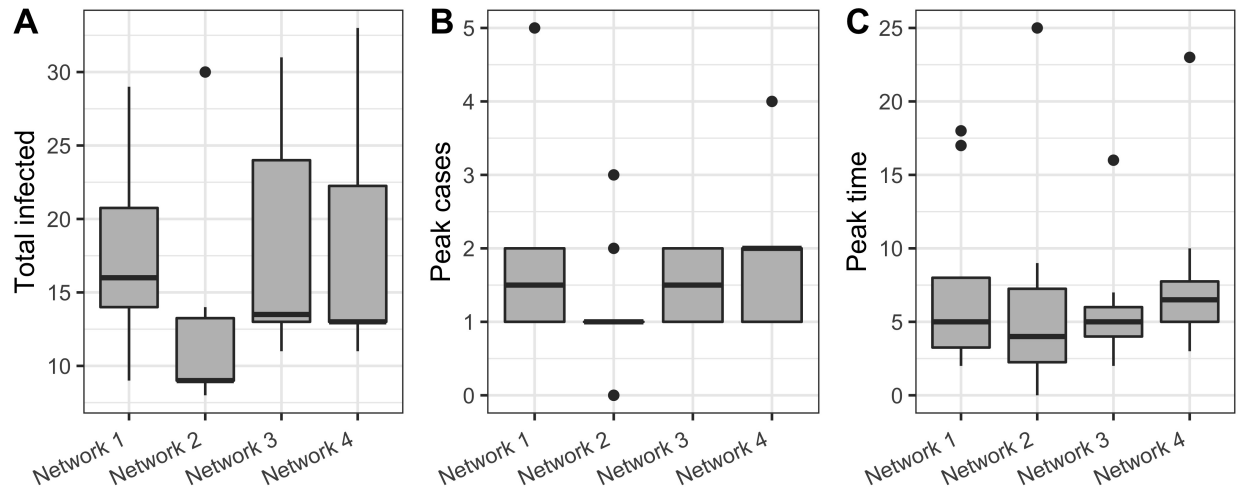 A
Total infected
30
25
20
15
10
Network 1
Network 2
Network 3
Network 4
B
Peak cases
5
4
3
2
1
0
Network 1
Network 2
Network 3
Network 4
C
Peak time
25
20
15
10
5
0
Network 1
Network 2
Network 3
Network 4